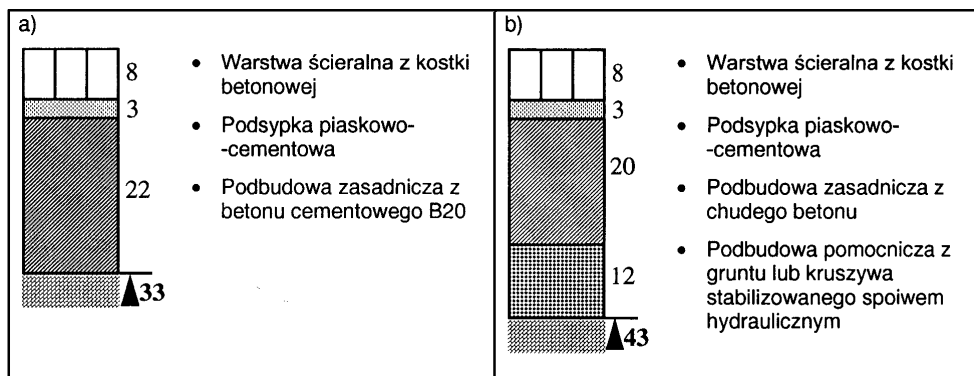 a)
8
3
22
33
• Warstwa ścieralna z kostki
betonowej
• Podsypka piaskowo-
-cementowa
• Podbudowa zasadnicza z
betonu cementowego B20
b)
8
3
20
12
43
• Warstwa ścieralna z kostki
betonowej
• Podsypka piaskowo-
-cementowa
• Podbudowa zasadnicza z
chudego betonu
• Podbudowa pomocnicza z
gruntu lub kruszywa
stabilizowanego spoiwem
hydraulicznym